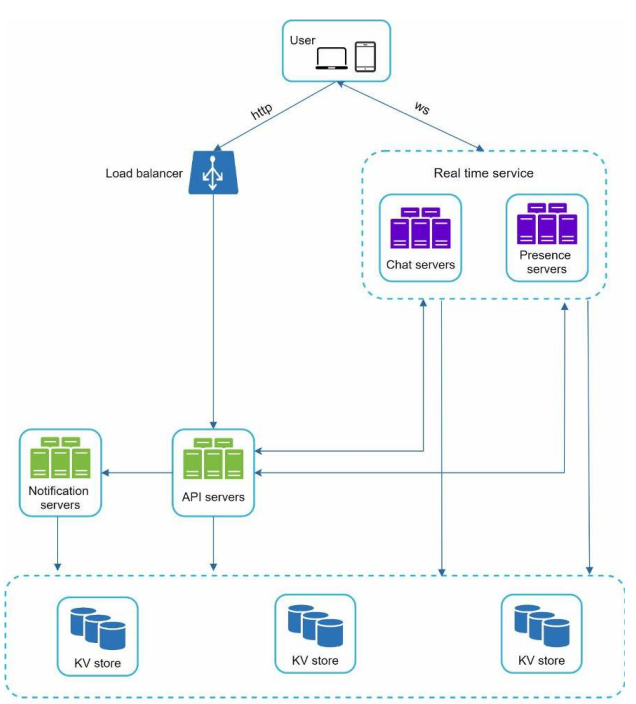 User
http
ws
Load balancer
Real time service
Chat servers
Presence
servers
Notification
servers
API servers
KV store
KV store
KV store